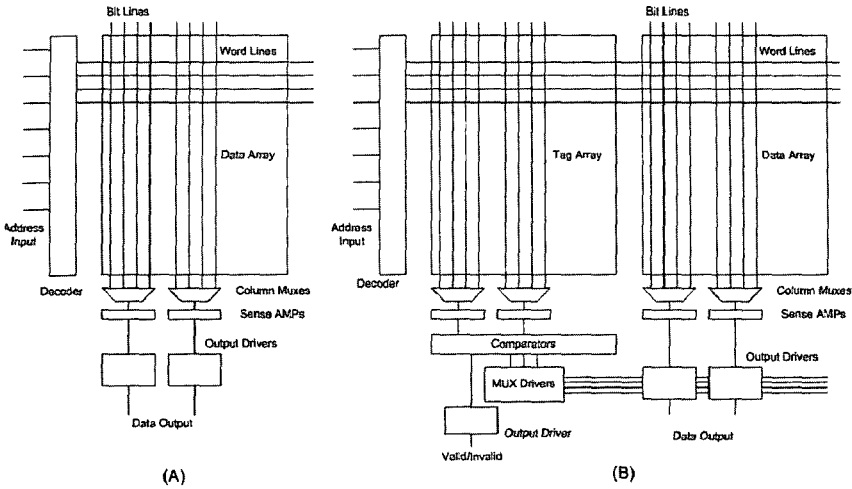 Bit Lines
Word Lines
Data Array
Address
Input
Decoder
Column Muxes
Sense AMPs
Output Drivers
Data Output
(A)
Bit Lines
Word Lines
Tag Array
Data Array
Address
Input
Decoder
Column Muxes
Sense AMPs
Comparators
Output Drivers
MUX Drivers
Output Driver
Data Output
Valid/Invalid
(B)